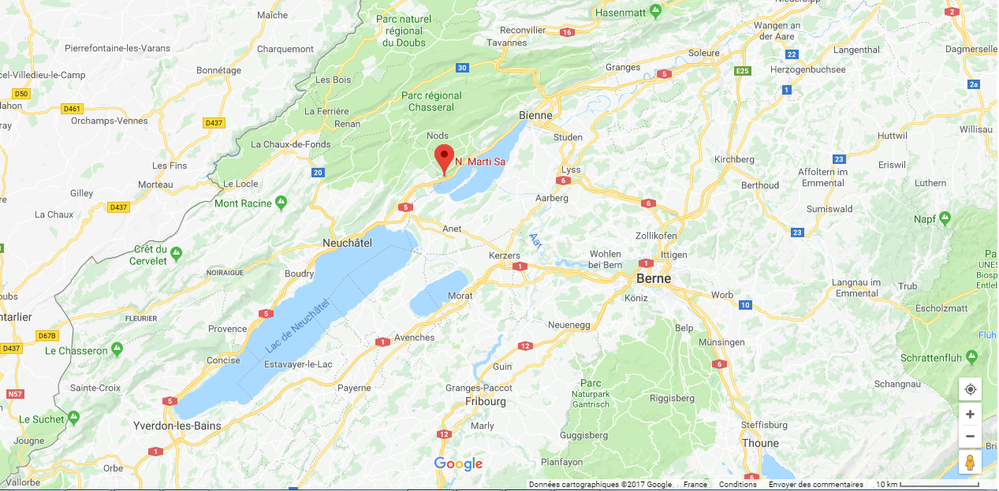 Maîche
Parc naturel
régional
du Doubs
Hasenmatt
Niederbipp
2
Reconvilier
16
Wangen an
der Aare
Pierrefontaine-les-Varans
Charquemont
Tavannes
Soleure
22
Langenthal
Dagmerselle
Bonnétage
30
Granges
5
E25
Herzogenbuchsee
cel-Villedieu-le-Camp
Les Bois
2a
D50
Parc régional
Chasseral
1
D461
La Ferrière
Orchamps-Vennes
D437
Renan
Bienne
Willisau
Nods
Studen
Huttwil
La Chaux-de-Fonds
N. Marti Sa
Kirchberg
23
Eriswil
Les Fins
20
Lyss
Affoltern im
Emmental
Morteau
Le Locle
6
Berthoud
Luthern
Gilley
Mont Racine
Aarberg
6
D437
5
Sumiswald
La Chaux
Napf
Anet
Aar
Zollikofen
23
Neuchâtel
Crêt du
Cervelet
Kerzers
Wohlen
bei Bern
Ittigen
1
1
NOIRAIGUE
Boudry
Berne
Langnau im
Emmental
Trub
Morat
Köniz
Worb
10
Escholzmatt
ntarlier
FLEURIER
5
Lac de Neuchâtel
Provence
Neuenegg
Belp
D67B
Avenches
1
12
Münsingen
D437
Le Chasseron
Concise
Estavayer-le-Lac
Guin
6
Schrattenfluh
Sainte-Croix
Payerne
Granges-Paccot
Parc
Naturpark
Gantrisch
Schangnau
N57
5
Fribourg
Riggisberg
Le Suchet
Yverdon-les-Bains
Marly
Steffisburg
Jougne
1
12
Guggisberg
Thoune
Orbe
Google
Planfayon
Vallorbe
6
Données cartographiques ©2017 Google
France
Conditions
Envoyer des commentaires
10 km